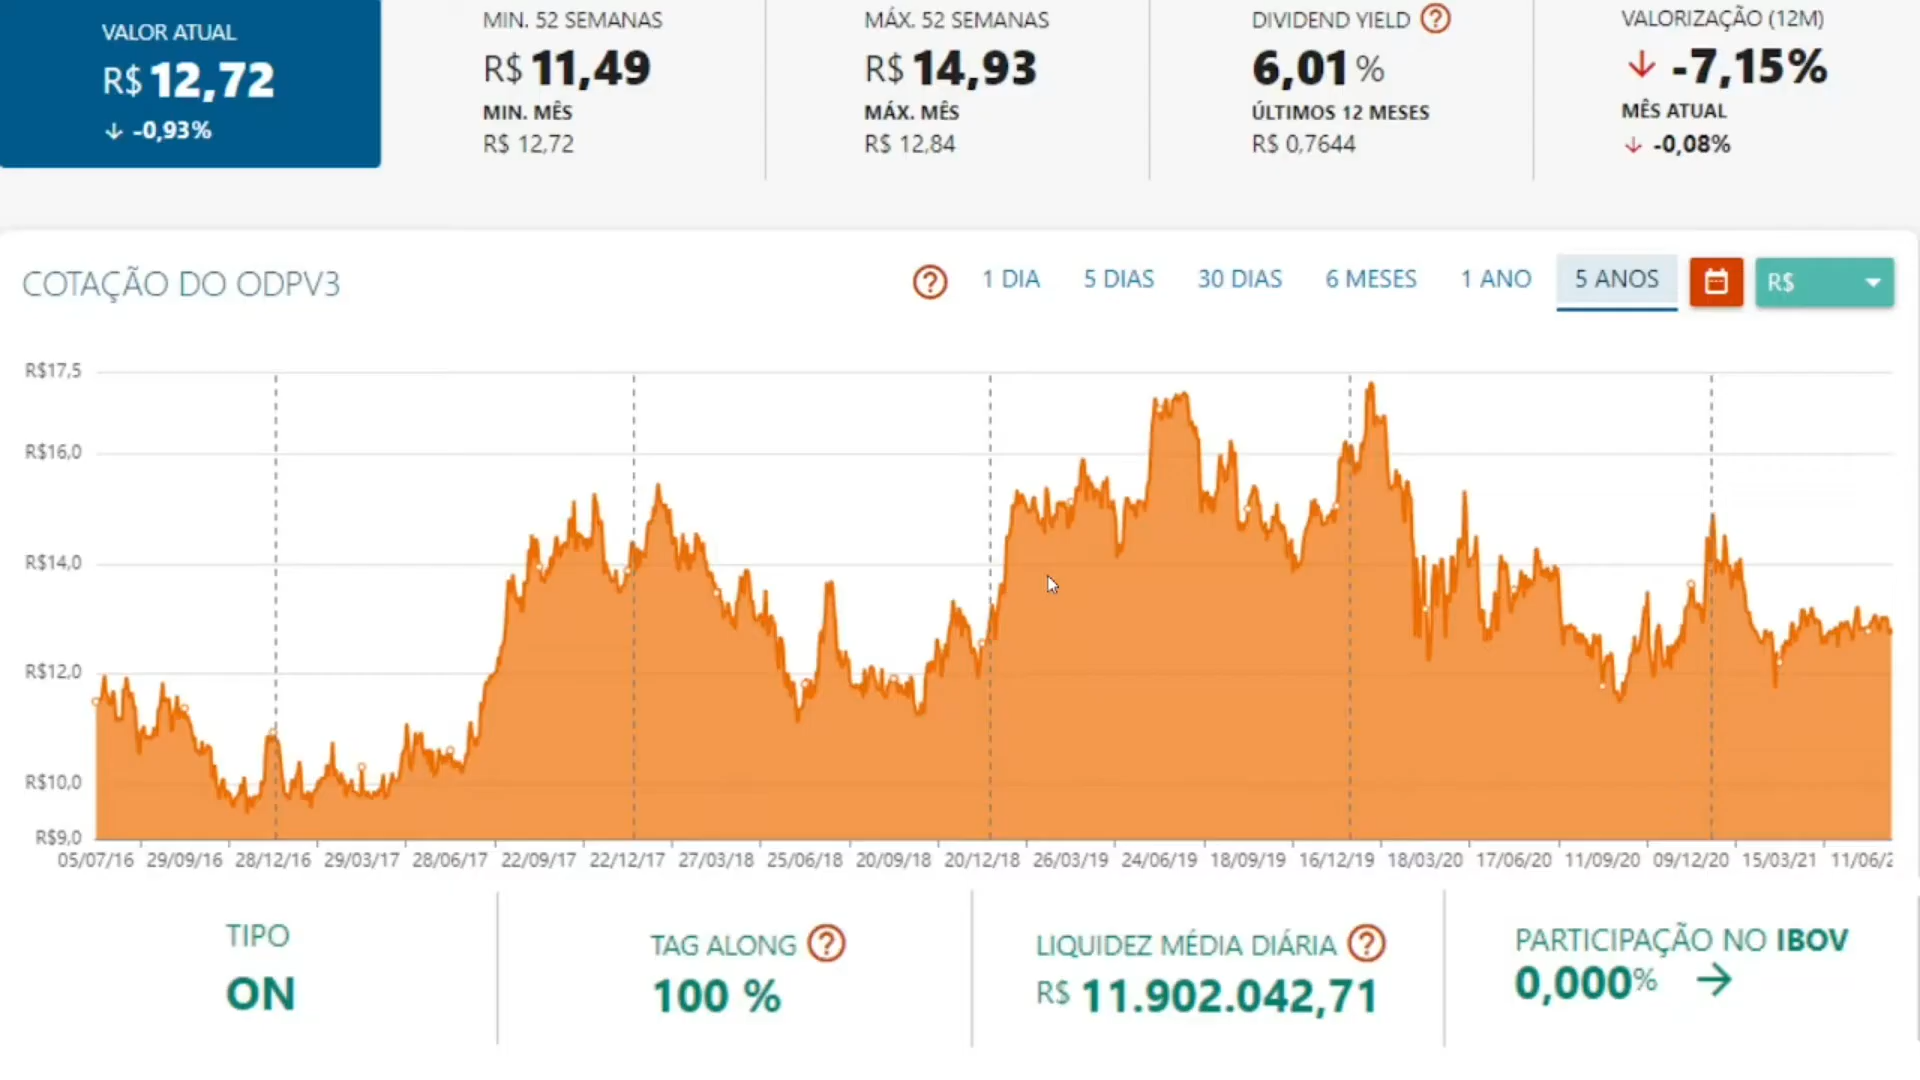 VALOR ATUAL
R$ 12,72
-0,93%
MIN. 52 SEMANAS
R$ 11,49
MIN. MÊS
R$ 12,72
MÁX. 52 SEMANAS
R$ 14,93
MÁX. MÊS
R$ 12,84
DIVIDEND YIELD ?
6,01 %
ÚLTIMOS 12 MESES
R$ 0,7644
VALORIZAÇÃO (12M)
-7,15%
MÊS ATUAL
-0,08%
COTAÇÃO DO ODPV3
? 1 DIA 5 DIAS 30 DIAS 6 MESES 1 ANO 5 ANOS R$
R$17,5
R$16,0
R$14,0
R$12,0
R$10,0
R$9,0
05/07/16 29/09/16 28/12/16 29/03/17 28/06/17 22/09/17 22/12/17 27/03/18 25/06/18 20/09/18 20/12/18 26/03/19 24/06/19 18/09/19 16/12/19 18/03/20 17/06/20 11/09/20 09/12/20 15/03/21 11/06/2
TIPO
ON
TAG ALONG ?
100 %
LIQUIDEZ MÉDIA DIÁRIA ?
R$ 11.902.042,71
PARTICIPAÇÃO NO IBOV
0,000%